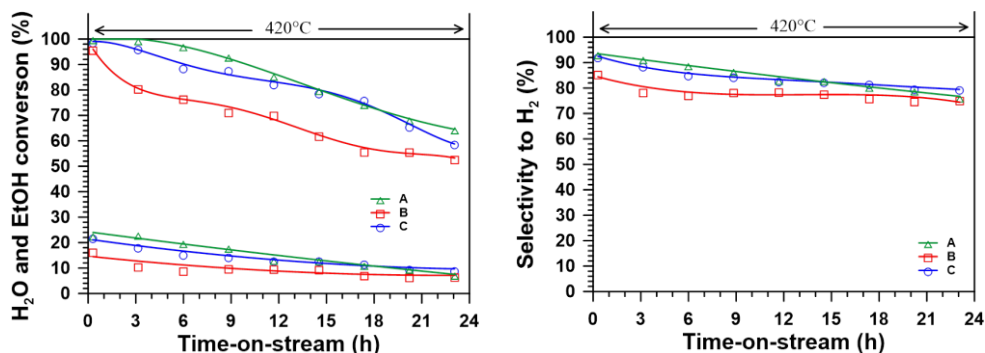 420°C
H₂O and EtOH converson (%)
100
90
80
70
60
50
40
30
20
10
0
A
B
C
0 3 6 9 12 15 18 21 24
Time-on-stream (h)
420°C
Selectivity to H₂ (%)
100
90
80
70
60
50
40
30
20
10
0
A
B
C
0 3 6 9 12 15 18 21 24
Time-on-stream (h)